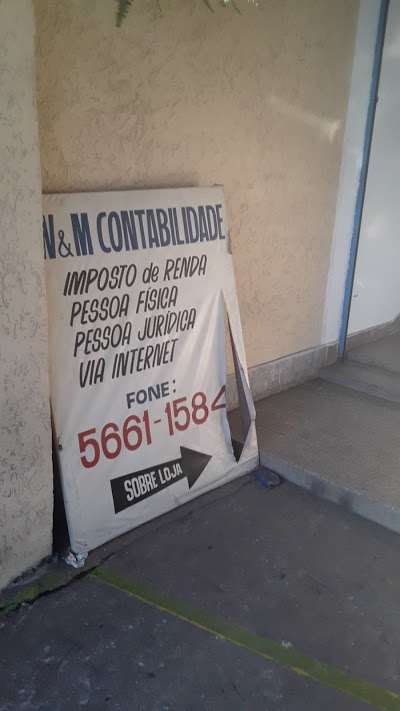 N & M CONTABILIDADE
IMPOSTO de RENDA
PESSOA FÍSICA
PESSOA JURÍDICA
VIA INTERNET
FONE:
5661-1584
SOBRE LOJA